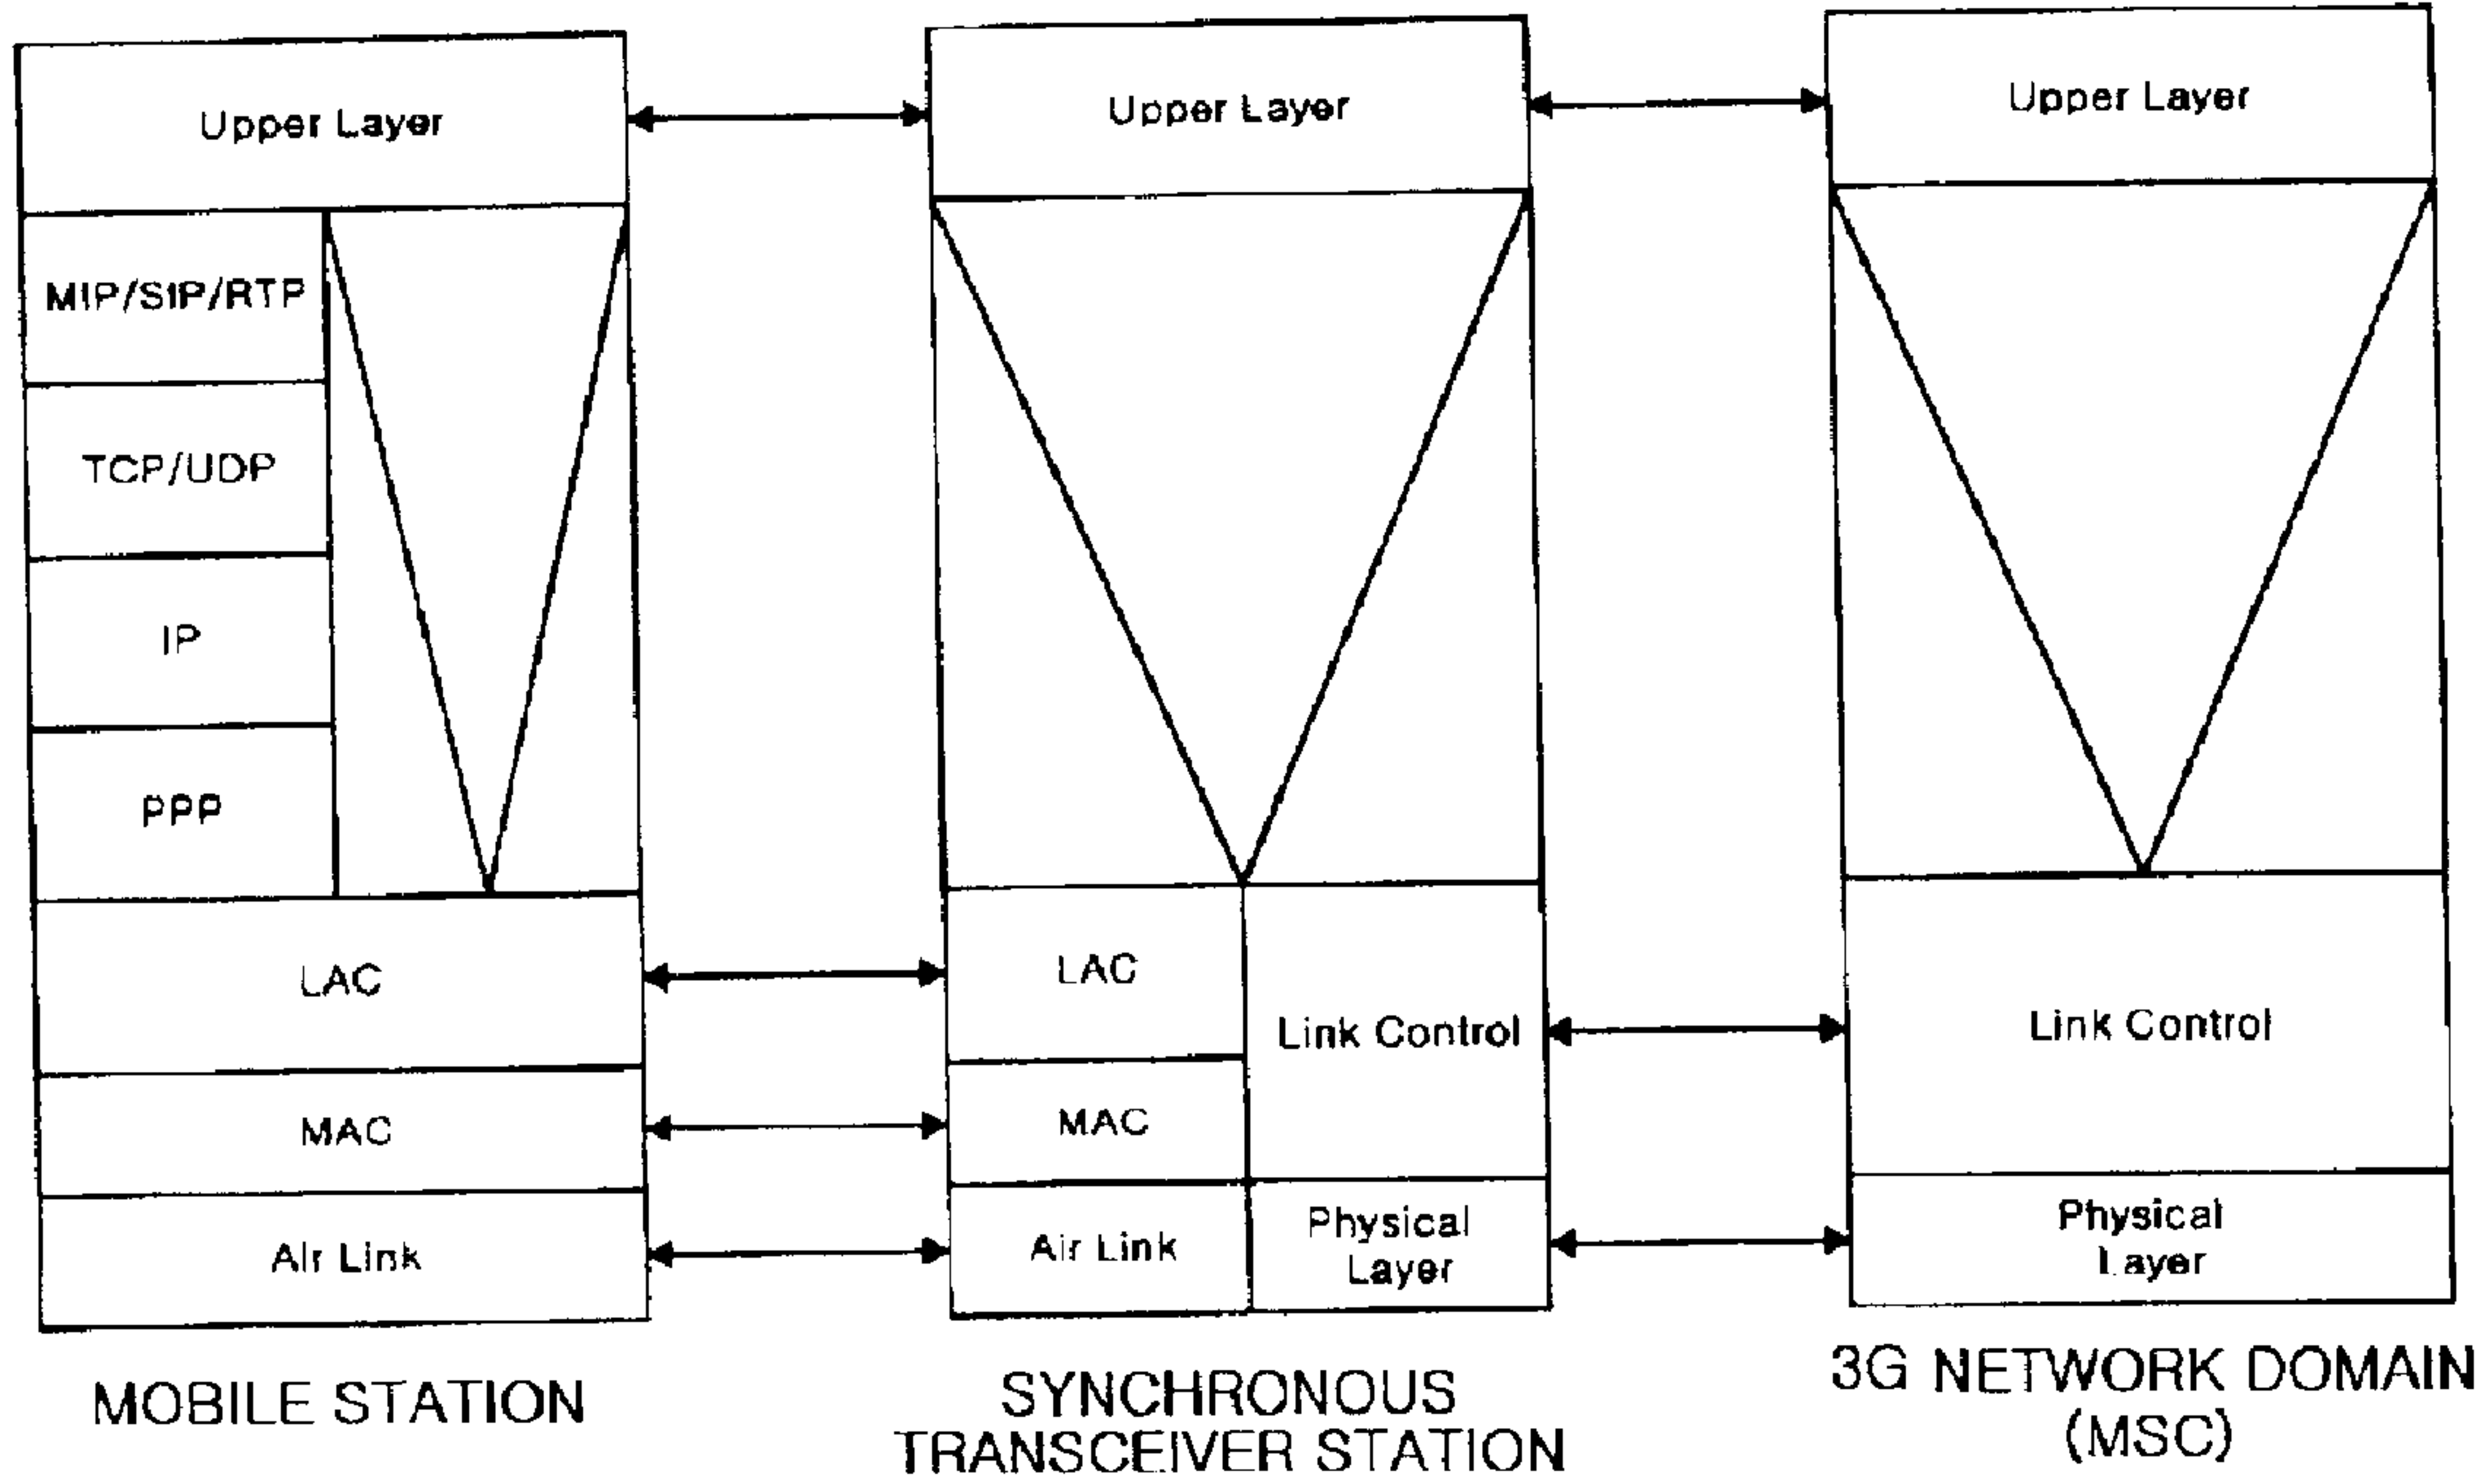 Upper Layer
MIP/SIP/RTP
TCP/UDP
IP
PPP
LAC
MAC
Air Link
MOBILE STATION
Upper Layer
LAC
MAC
Air Link
Link Control
Physical
Layer
SYNCHRONOUS
TRANSCEIVER STATION
Upper Layer
Link Control
Physical
Layer
3G NETWORK DOMAIN
(MSC)